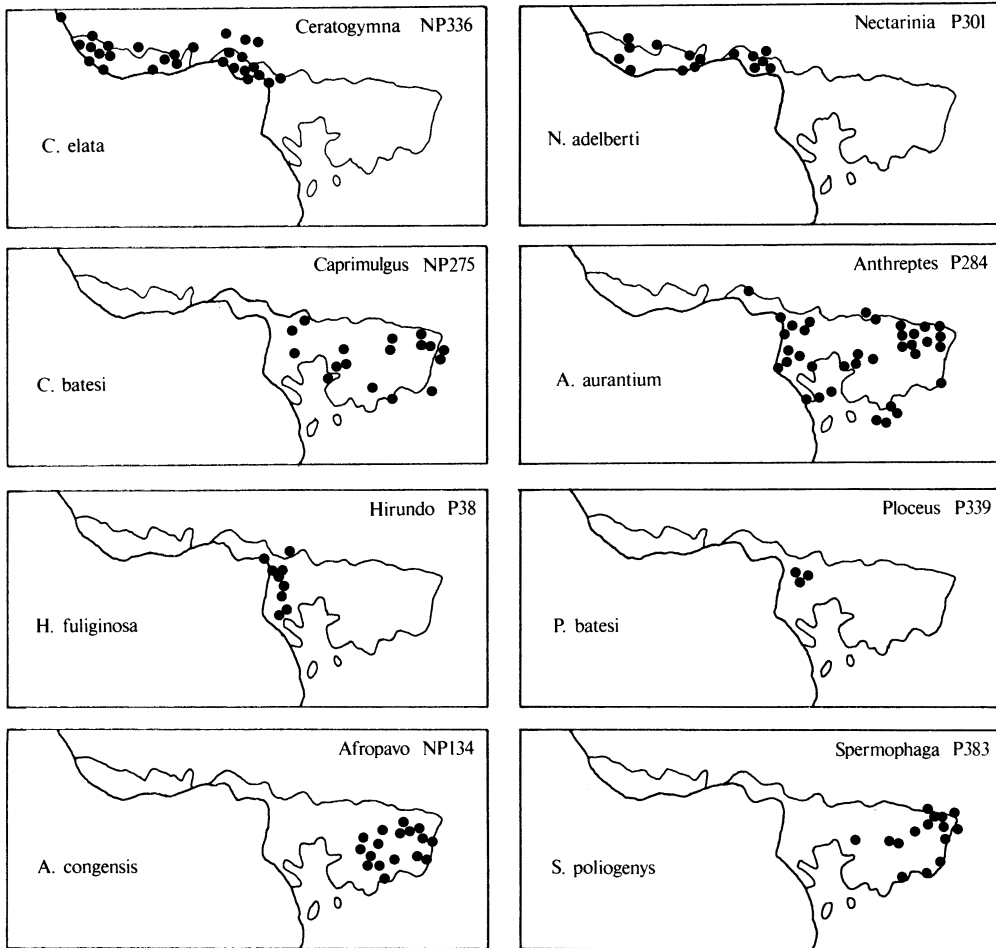 Ceratogymna NP336
C. elata
Nectarinia P301
N. adelberti
Caprimulgus NP275
C. batesi
Anthreptes P284
A. aurantium
Hirundo P38
H. fuliginosa
Ploceus P339
P. batesi
Afropavo NP134
A. congensis
Spermophaga P383
S. poliogenys